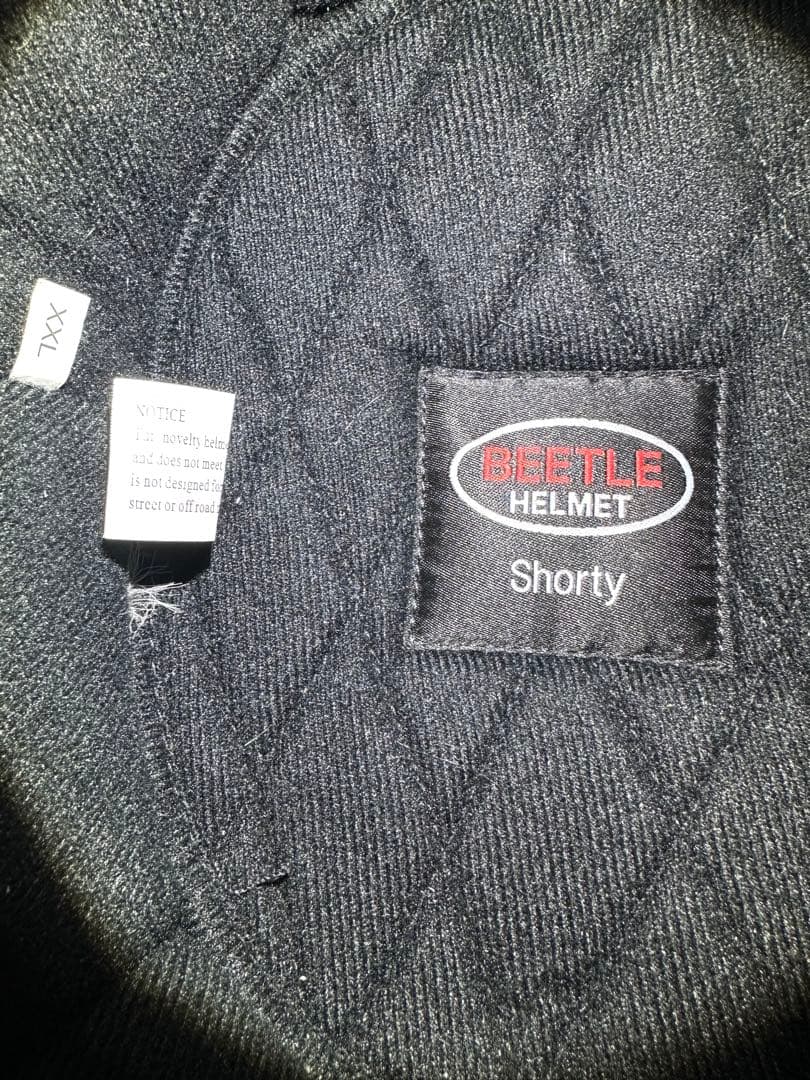 XXL
NOTICE
novelty
and does not meet
is not designed
street or off road
BEETLE
HELMET
Shorty